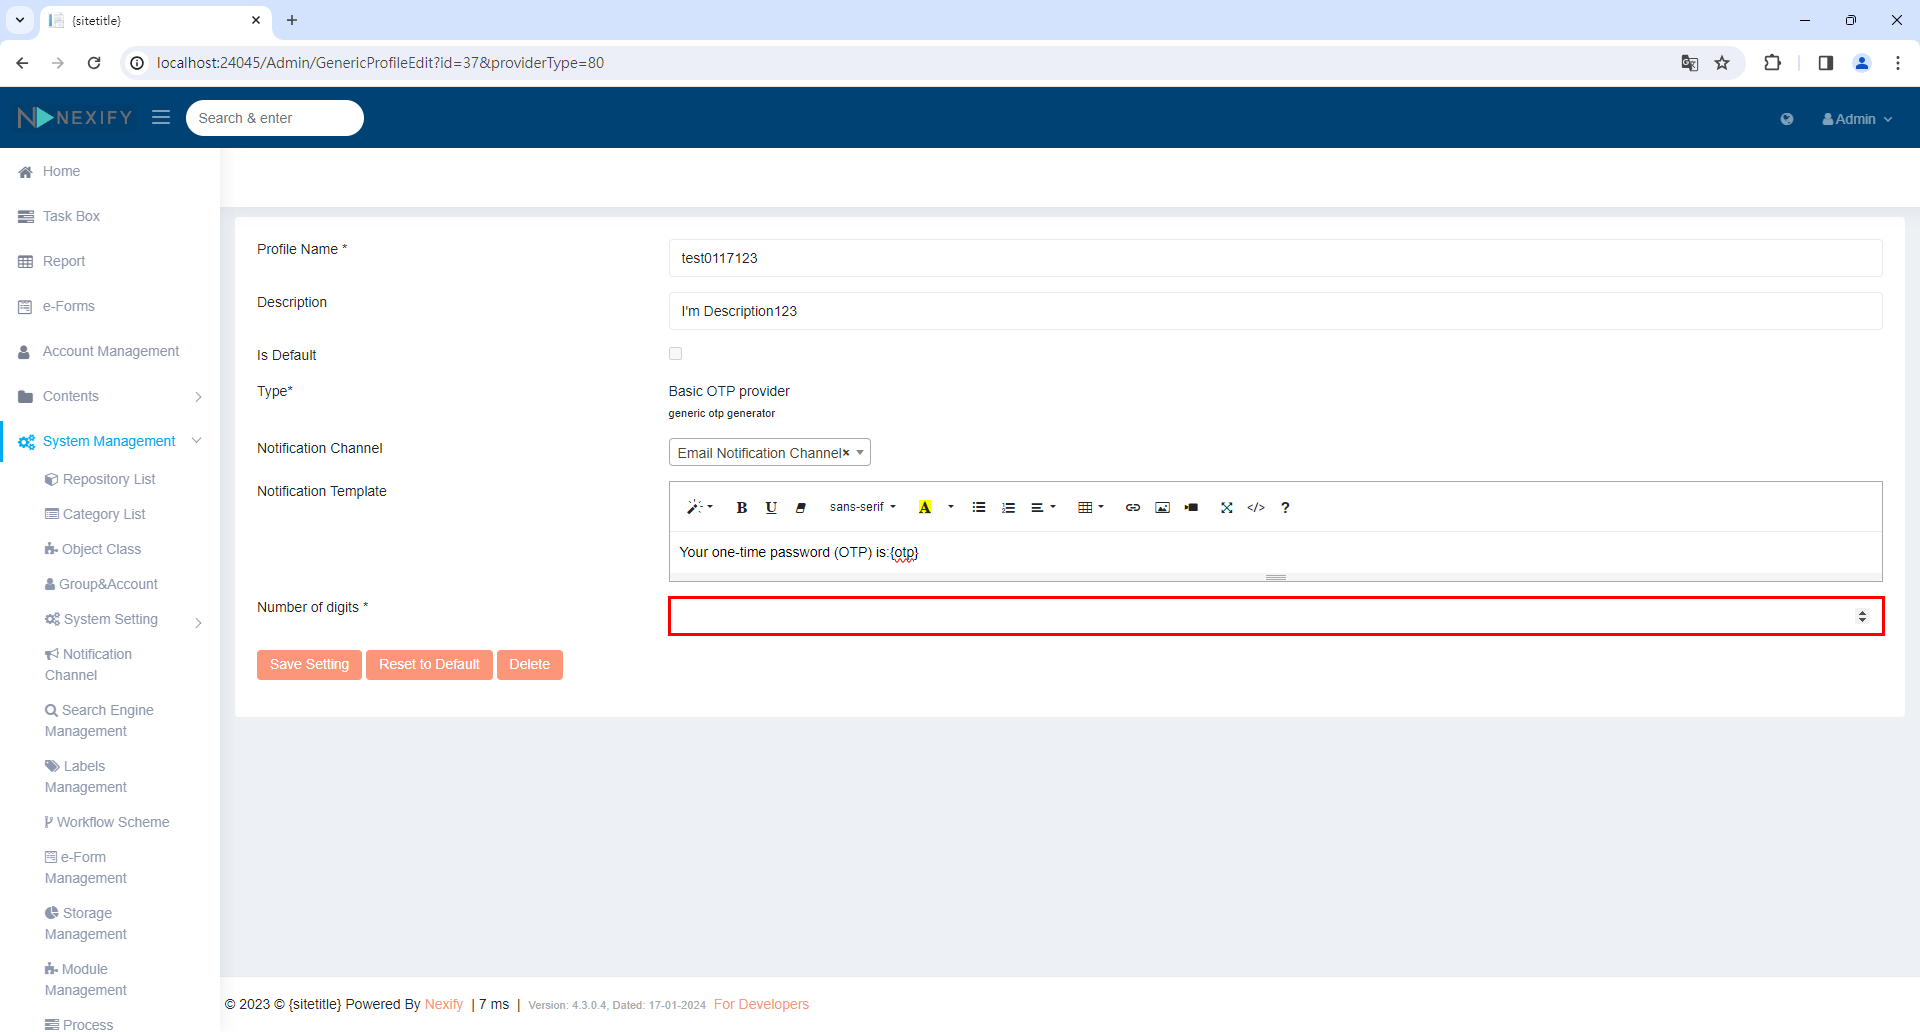 {sitetitle}
localhost:24045/Admin/GenericProfileEdit?id=37&providerType=80
NEXIFY
Search & enter
Admin
Home
Task Box
Report
e-Forms
Account Management
Contents
System Management
Repository List
Category List
Object Class
Group&Account
System Setting
Notification
Channel
Search Engine
Management
Labels
Management
Workflow Scheme
e-Form
Management
Storage
Management
Module
Management
Process
Profile Name *
test0117123
Description
I'm Description123
Is Default
Type*
Basic OTP provider
generic otp generator
Notification Channel
Email Notification Channel×
Notification Template
B U sans-serif A </> ?
Your one-time password (OTP) is:{otp}
Number of digits *
Save Setting Reset to Default Delete
© 2023 © {sitetitle} Powered By Nexify | 7 ms | Version: 4.3.0.4, Dated: 17-01-2024 For Developers